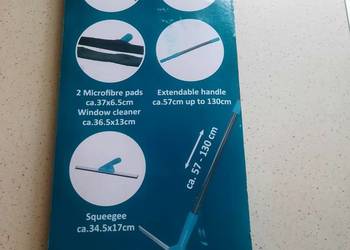 2 Microfibre pads
ca.37x6.5cm
Window cleaner
ca.36.5x13cm
Extendable handle
ca.57cm up to 130cm
ca. 57 - 130 cm
Squeegee
ca.34.5x17cm